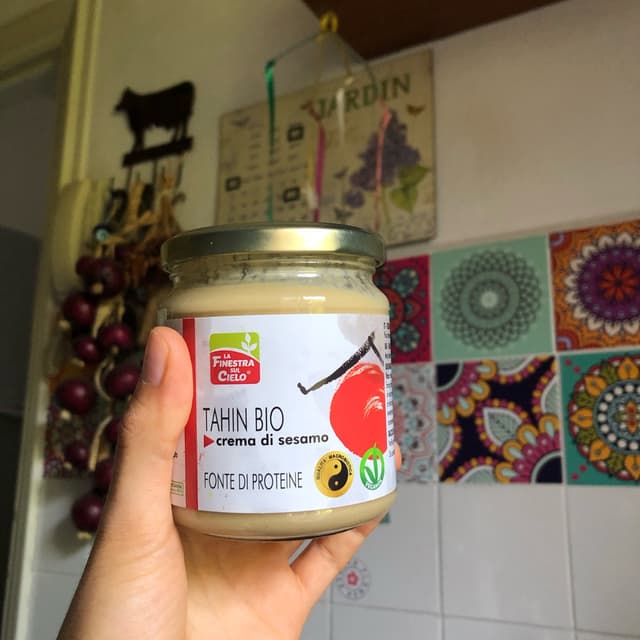 JARDIN
LA
FINESTRA
SUL
CIELO
TAHIN BIO
crema di sesamo
FONTE DI PROTEINE